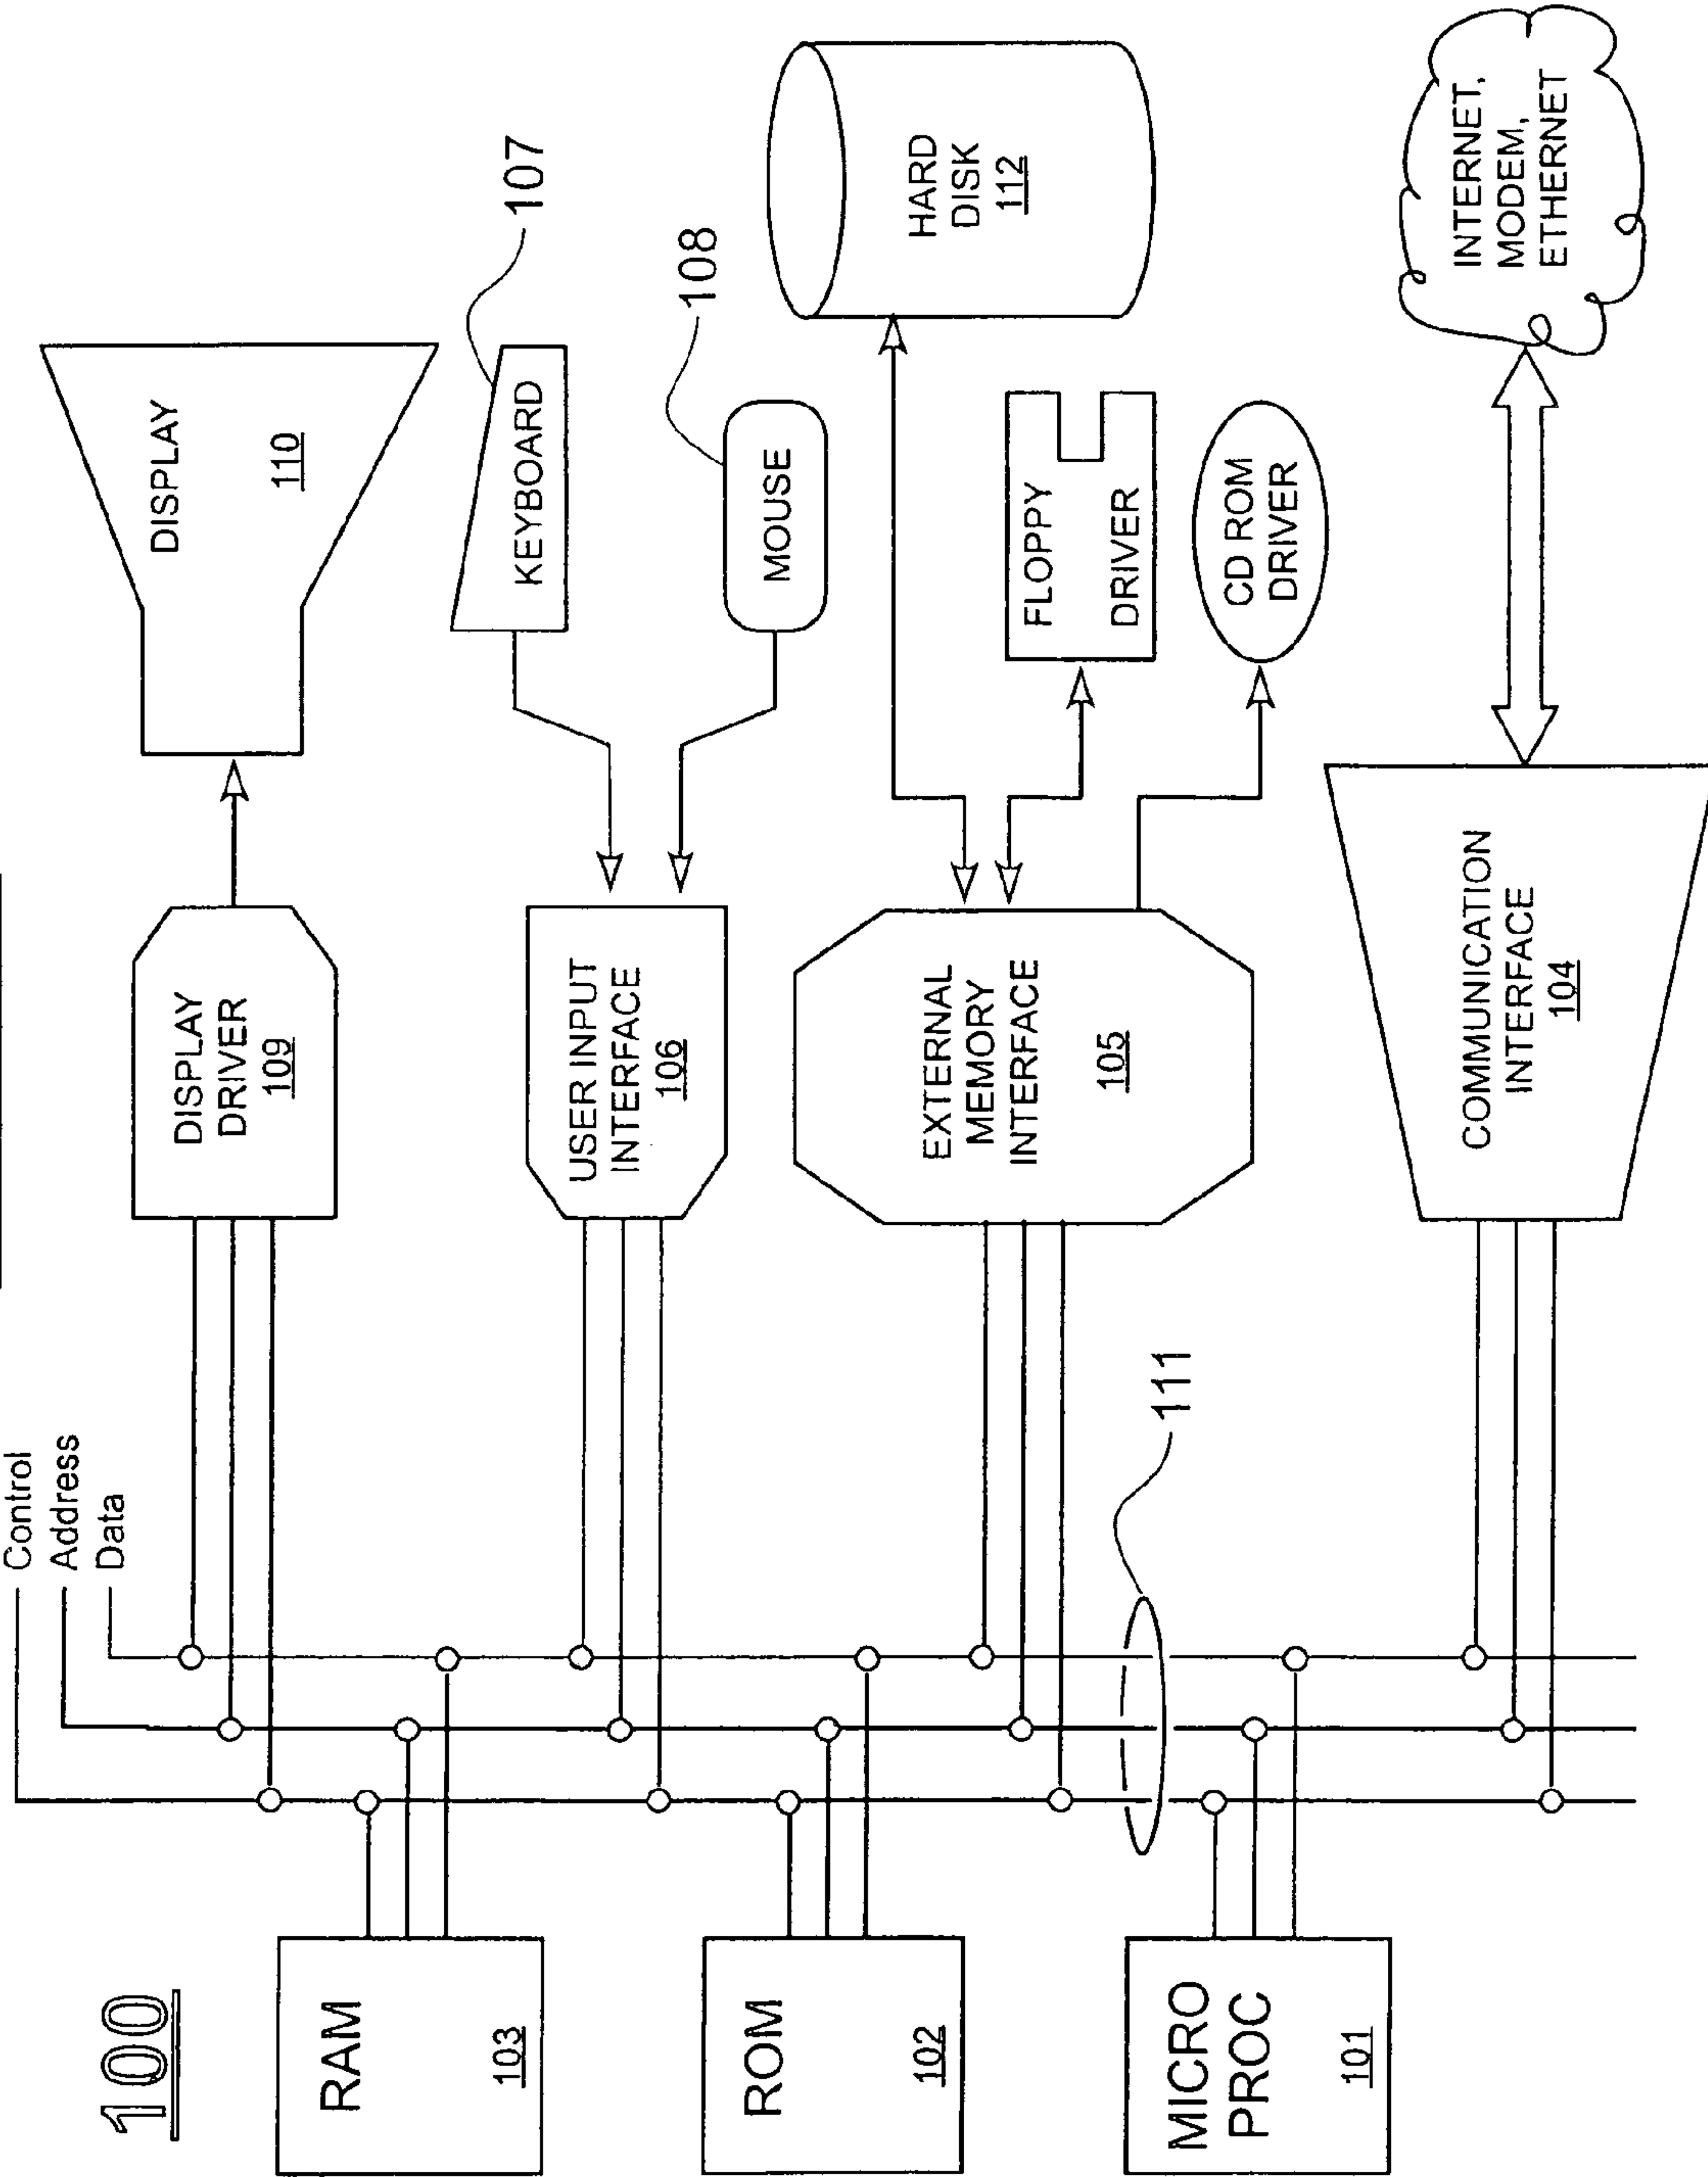 100
Control
Address
Data
RAM
103
ROM
102
MICRO
PROC
101
111
DISPLAY
DRIVER
109
DISPLAY
110
USER INPUT
INTERFACE
106
KEYBOARD
107
MOUSE
108
EXTERNAL
MEMORY
INTERFACE
105
HARD
DISK
112
FLOPPY
DRIVER
CD ROM
DRIVER
COMMUNICATION
INTERFACE
104
INTERNET,
MODEM,
ETHERNET